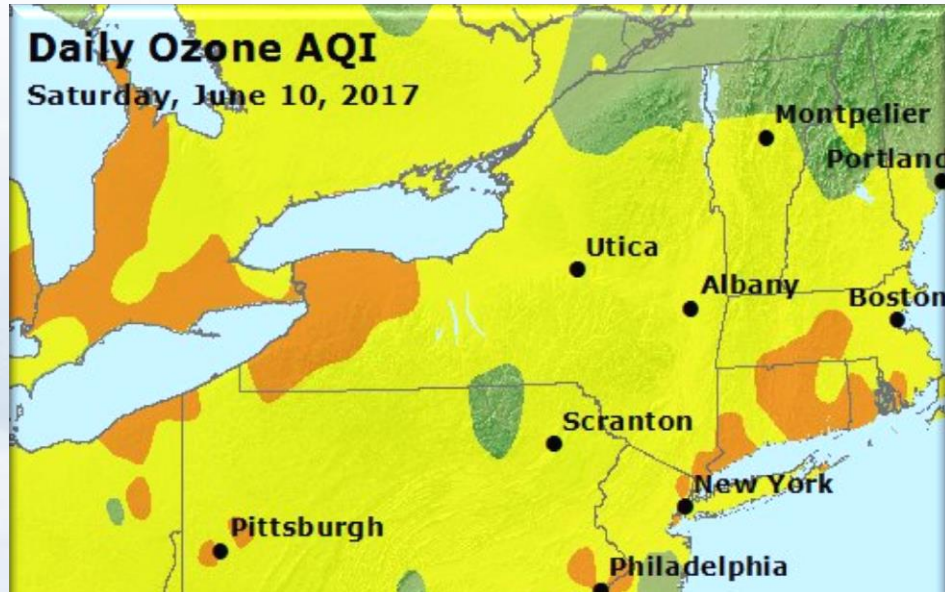 Daily Ozone AQI
Saturday, June 10, 2017
Montpelier
Portland
Utica
Albany
Boston
Scranton
New York
Pittsburgh
Philadelphia